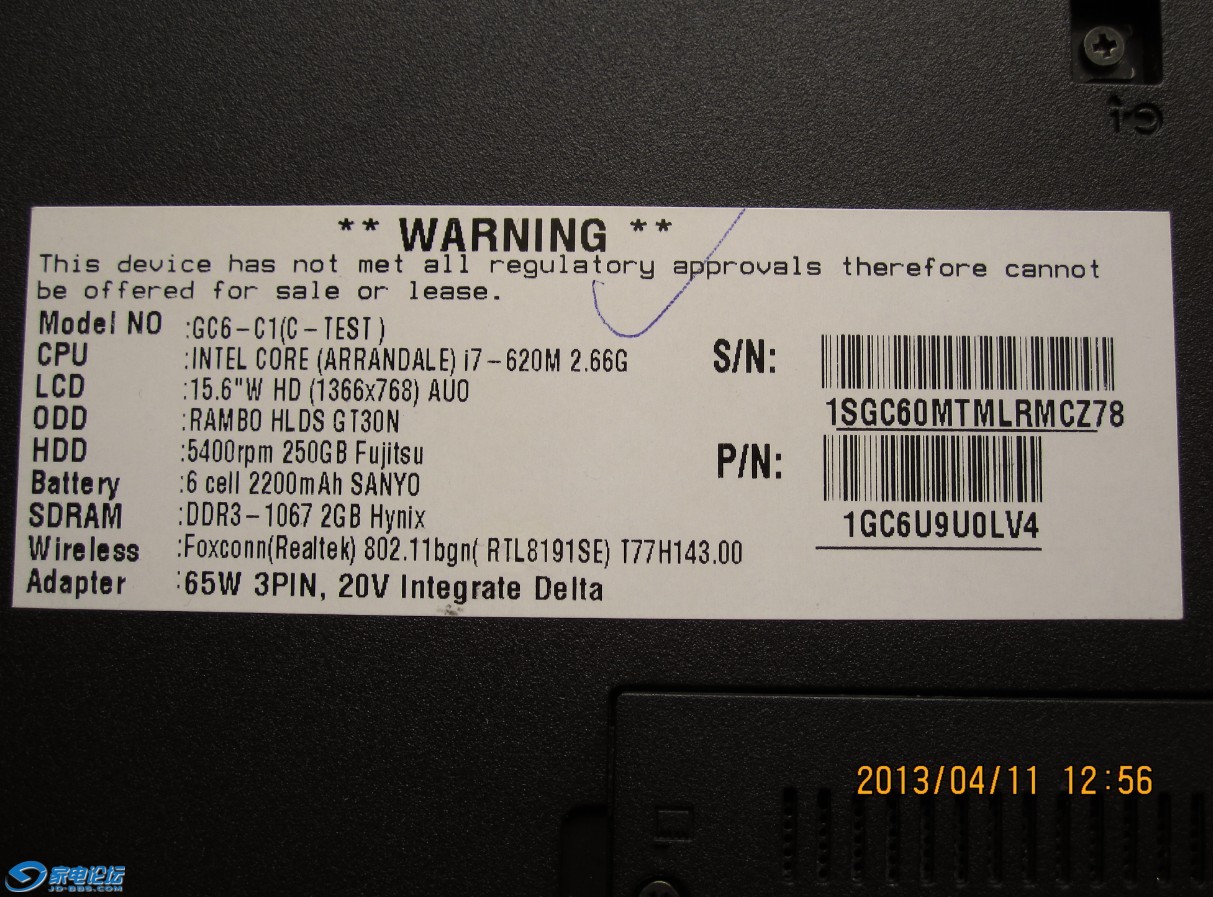 ** WARNING **
This device has not met all regulatory approvals therefore cannot
be offered for sale or lease.
Model NO :GC6-C1(C-TEST)
CPU :INTEL CORE (ARRANDALE) i7-620M 2.66G
LCD :15.6"W HD (1366x768) AUO
ODD :RAMBO HLDS GT30N
HDD :5400rpm 250GB Fujitsu
Battery :6 cell 2200mAh SANYO
SDRAM :DDR3-1067 2GB Hynix
Wireless :Foxconn(Realtek) 802.11bgn( RTL8191SE) T77H143.00
Adapter :65W 3PIN, 20V Integrate Delta
S/N:
1SGC60MTMLRMCZ78
P/N:
1GC6U9U0LV4
2013/04/11 12:56
家电论坛
JD-BBS.COM